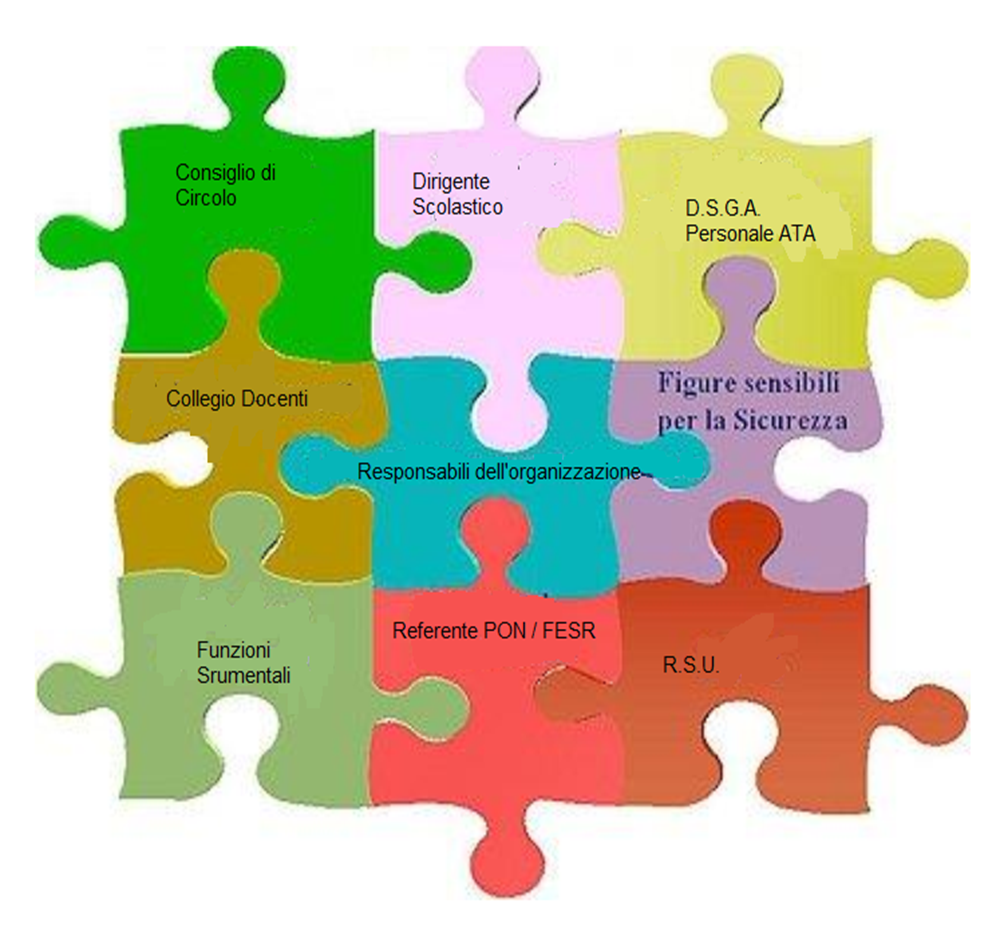 Consiglio di
Circolo
Dirigente
Scolastico
D.S.G.A.
Personale ATA
Collegio Docenti
Responsabili dell'organizzazione
Figure sensibili
per la Sicurezza
Funzioni
Srumentali
Referente PON / FESR
R.S.U.